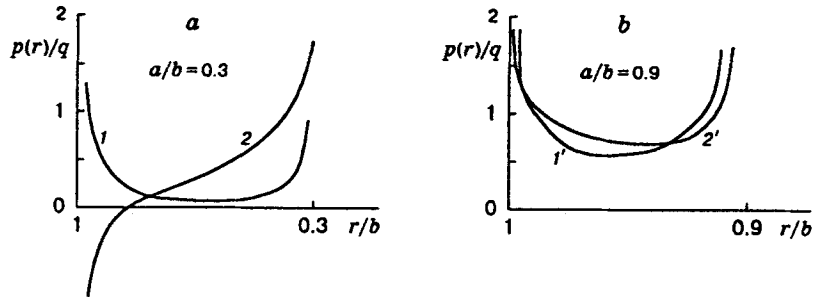 a
2
p(r)/q
a/b=0.3
1
1
2
0
1
0.3
r/b
b
2
p(r)/q
a/b=0.9
1
1'
2'
0
1
0.9
r/b